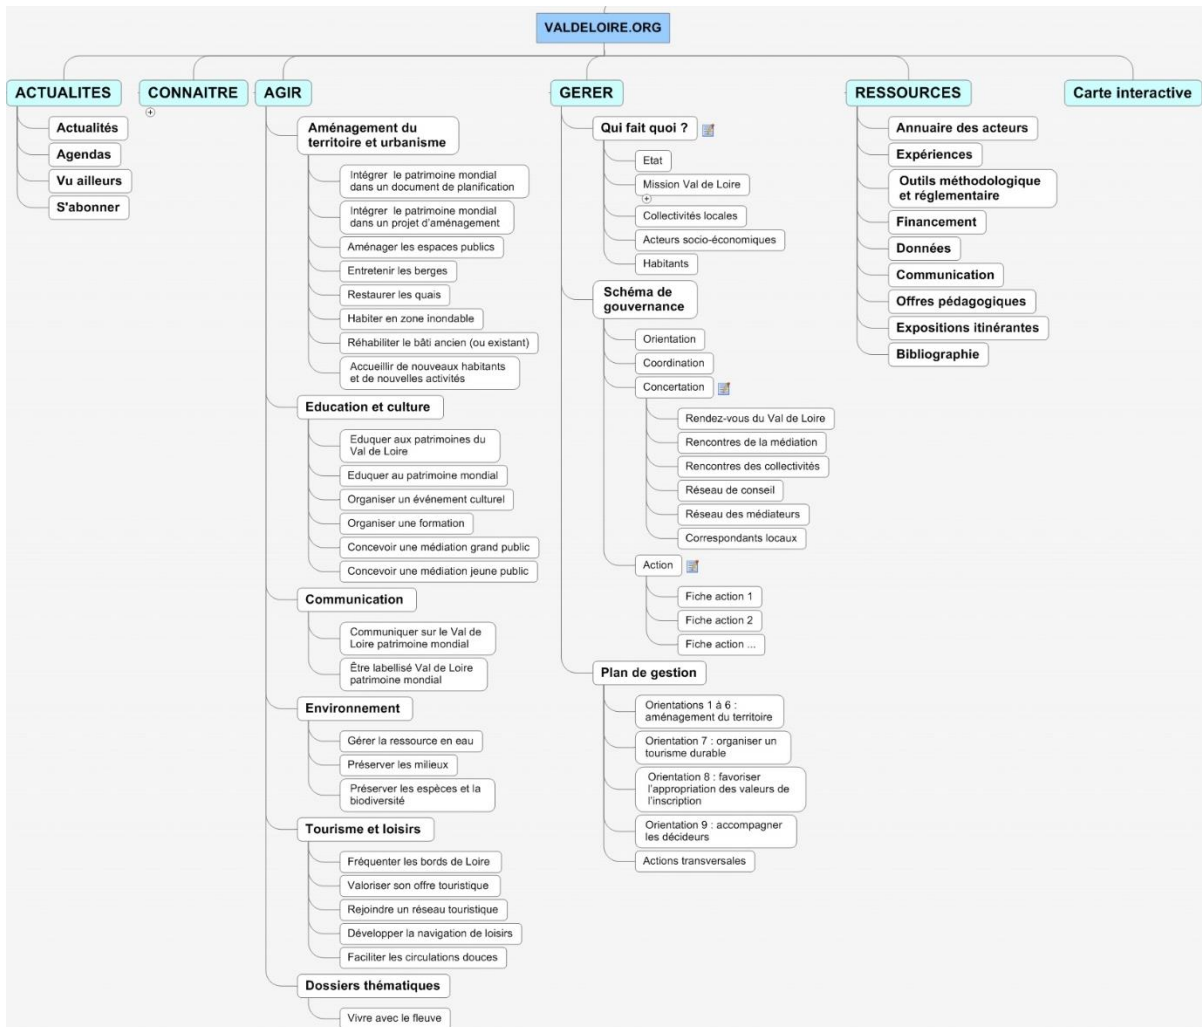 VALDELOIRE.ORG
ACTUALITES
Actualités
Agendas
Vu ailleurs
S'abonner
CONNAITRE
AGIR
Aménagement du
territoire et urbanisme
Intégrer le patrimoine mondial
dans un document de planification
Intégrer le patrimoine mondial
dans un projet d'aménagement
Aménager les espaces publics
Entretenir les berges
Restaurer les quais
Habiter en zone inondable
Réhabiliter le bâti ancien (ou existant)
Accueillir de nouveaux habitants
et de nouvelles activités
Education et culture
Eduquer aux patrimoines du
Val de Loire
Eduquer au patrimoine mondial
Organiser un événement culturel
Organiser une formation
Concevoir une médiation grand public
Concevoir une médiation jeune public
Communication
Communiquer sur le Val de
Loire patrimoine mondial
Être labellisé Val de Loire
patrimoine mondial
Environnement
Gérer la ressource en eau
Préserver les milieux
Préserver les espèces et la
biodiversité
Tourisme et loisirs
Fréquenter les bords de Loire
Valoriser son offre touristique
Rejoindre un réseau touristique
Développer la navigation de loisirs
Faciliter les circulations douces
Dossiers thématiques
Vivre avec le fleuve
GERER
Qui fait quoi ?
Etat
Mission Val de Loire
Collectivités locales
Acteurs socio-économiques
Habitants
Schéma de
gouvernance
Orientation
Coordination
Concertation
Rendez-vous du Val de Loire
Rencontres de la médiation
Rencontres des collectivités
Réseau de conseil
Réseau des médiateurs
Correspondants locaux
Action
Fiche action 1
Fiche action 2
Fiche action ...
Plan de gestion
Orientations 1 à 6 :
aménagement du territoire
Orientation 7 : organiser un
tourisme durable
Orientation 8 : favoriser
l'appropriation des valeurs de
l'inscription
Orientation 9 : accompagner
les décideurs
Actions transversales
RESSOURCES
Annuaire des acteurs
Expériences
Outils méthodologique
et réglementaire
Financement
Données
Communication
Offres pédagogiques
Expositions itinérantes
Bibliographie
Carte interactive